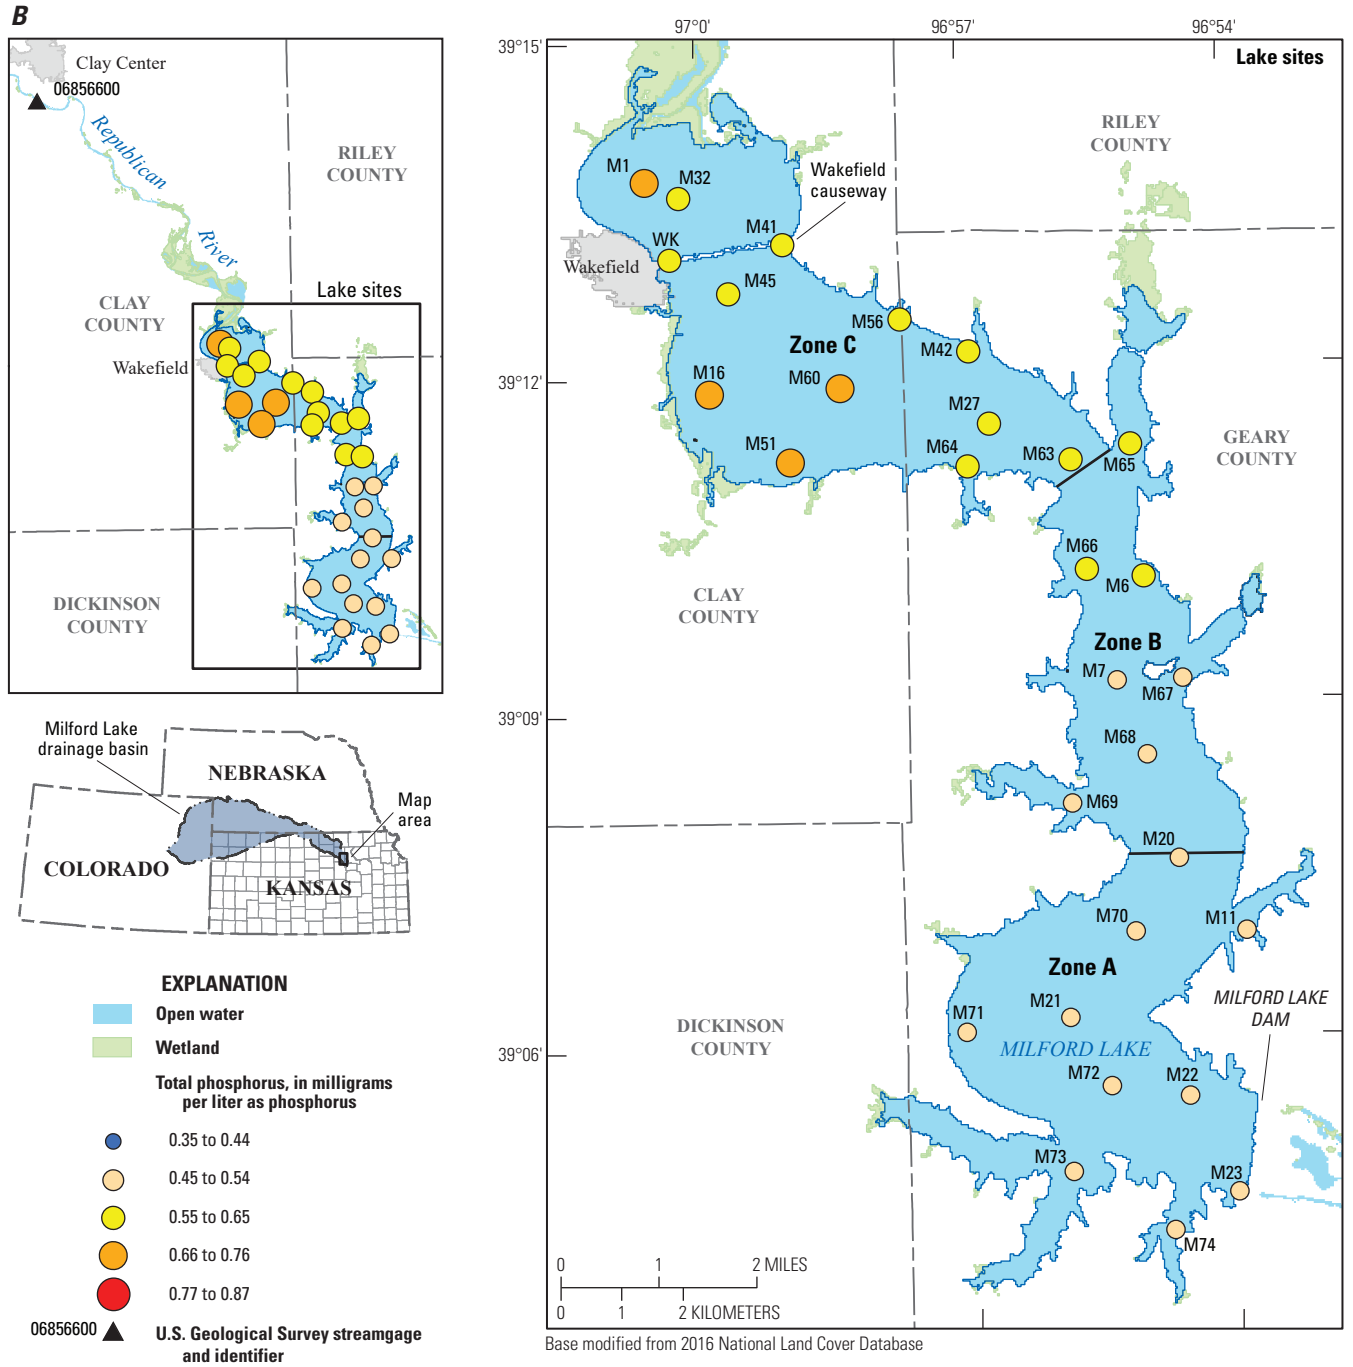 B
Clay Center
06856600
Republican
River
RILEY
COUNTY
CLAY
COUNTY
Lake sites
Wakefield
DICKINSON
COUNTY
Milford Lake
drainage basin
NEBRASKA
Map
area
COLORADO
KANSAS
EXPLANATION
Open water
Wetland
Total phosphorus, in milligrams
per liter as phosphorus
0.35 to 0.44
0.45 to 0.54
0.55 to 0.65
0.66 to 0.76
0.77 to 0.87
06856600
U.S. Geological Survey streamgage
and identifier
97°0'
96°57'
96°54'
39°15'
Lake sites
RILEY
COUNTY
M1
M32
Wakefield
causeway
M41
WK
Wakefield
M45
M56
Zone C
M42
39°12'
M16
M60
M27
M51
M64
M63
M65
GEARY
COUNTY
M66
M6
CLAY
COUNTY
Zone B
M7
M67
39°09'
M68
M69
M20
M70
M11
Zone A
MILFORD LAKE
DAM
M21
M71
DICKINSON
COUNTY
39°06'
MILFORD LAKE
M72
M22
M73
M23
M74
0 1 2 MILES
0 1 2 KILOMETERS
Base modified from 2016 National Land Cover Database